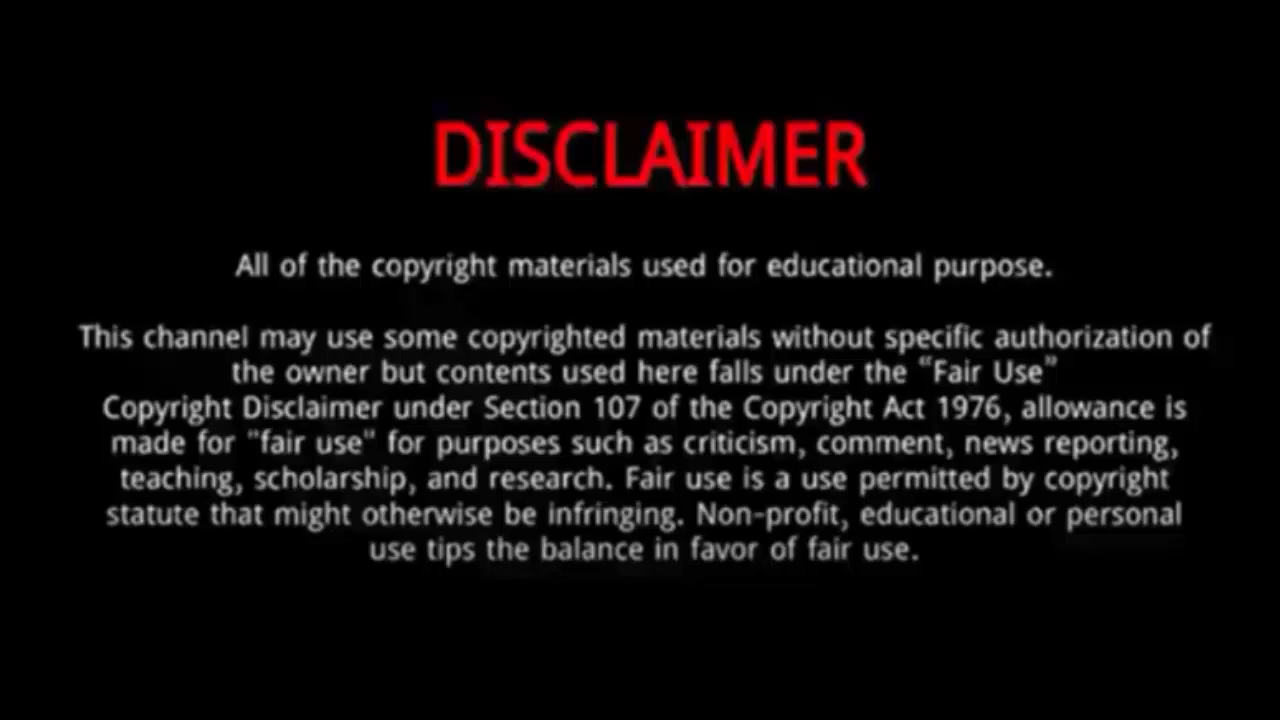 DISCLAIMER
All of the copyright materials used for educational purpose.
This channel may use some copyrighted materials without specific authorization of
the owner but contents used here falls under the “Fair Use”
Copyright Disclaimer under Section 107 of the Copyright Act 1976, allowance is
made for "fair use" for purposes such as criticism, comment, news reporting,
teaching, scholarship, and research. Fair use is a use permitted by copyright
statute that might otherwise be infringing. Non-profit, educational or personal
use tips the balance in favor of fair use.